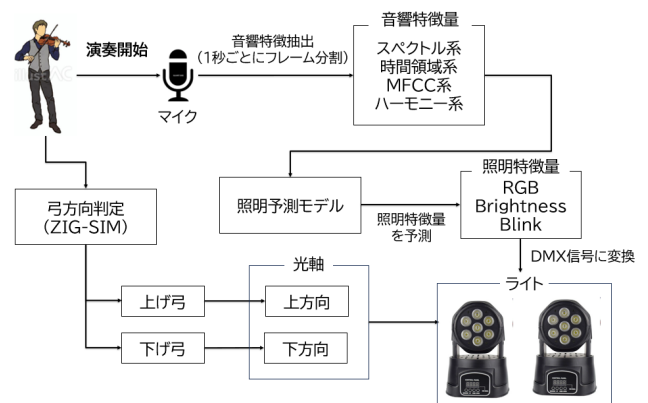 演奏開始
マイク
音響特徴抽出
(1秒ごとにフレーム分割)
音響特徴量
スペクトル系
時間領域系
MFCC系
ハーモニー系
弓方向判定
(ZIG-SIM)
照明予測モデル
照明特徴量
を予測
照明特徴量
RGB
Brightness
Blink
DMX信号に変換
光軸
上げ弓
上方向
下げ弓
下方向
ライト